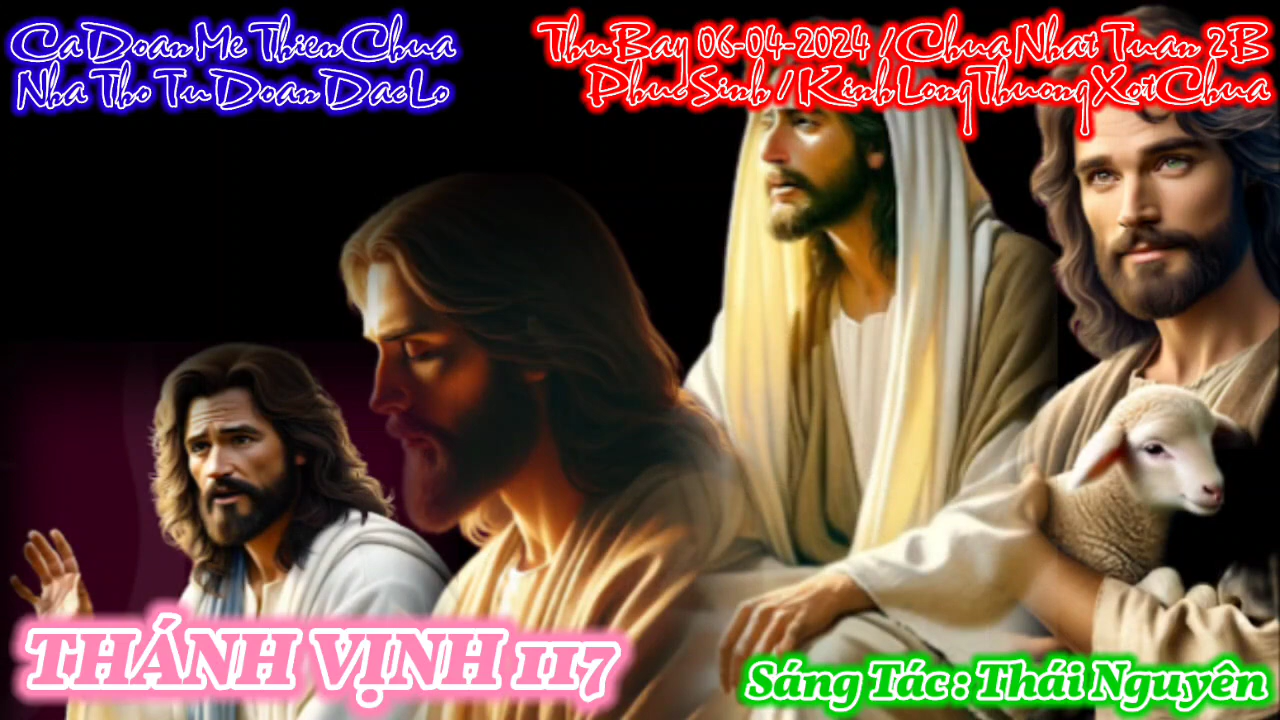 Ca Doan Me Thien Chua
Nha Tho Tu Doan Dac Lo
Thu Bay 06-04-2024 / Chua Nhat Tuan 2B
Phuc Sinh / Kinh Long Thuong Xot Chua
THÁNH VỊNH 117
Sáng Tác : Thái Nguyên